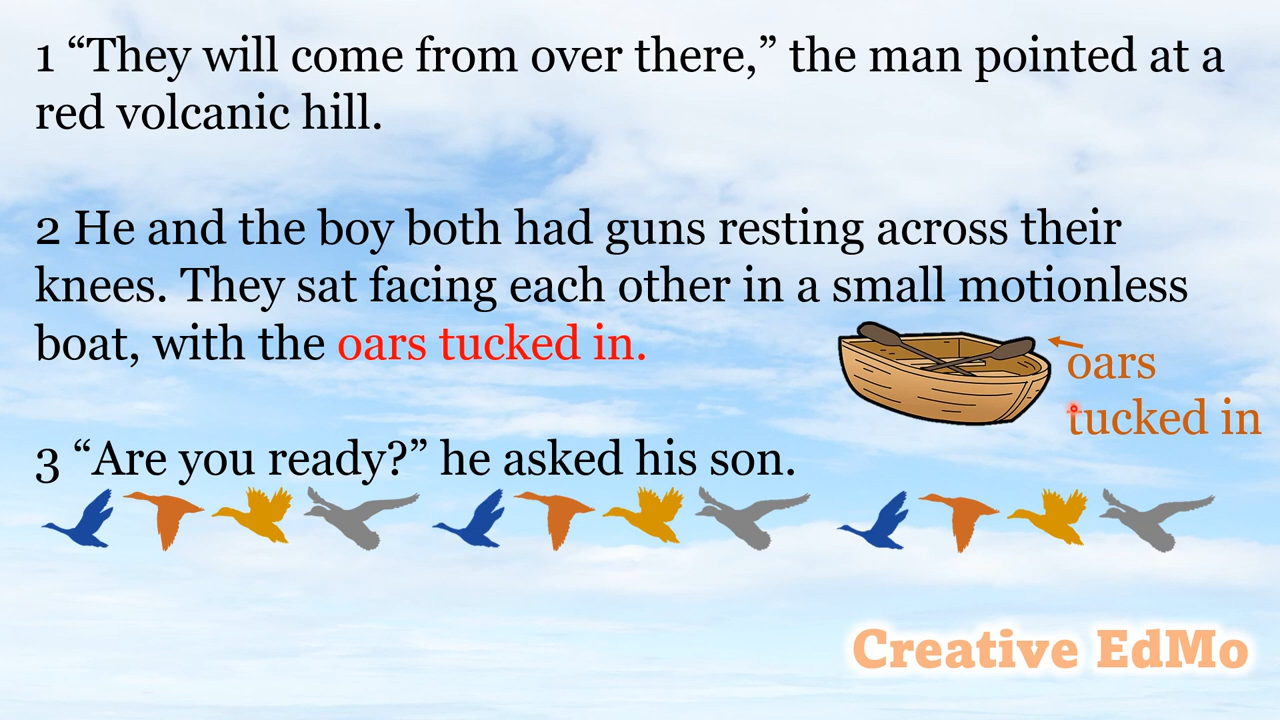 1 “They will come from over there,” the man pointed at a
red volcanic hill.
2 He and the boy both had guns resting across their
knees. They sat facing each other in a small motionless
boat, with the oars tucked in.
oars
tucked in
3 “Are you ready?” he asked his son.
Creative EdMo